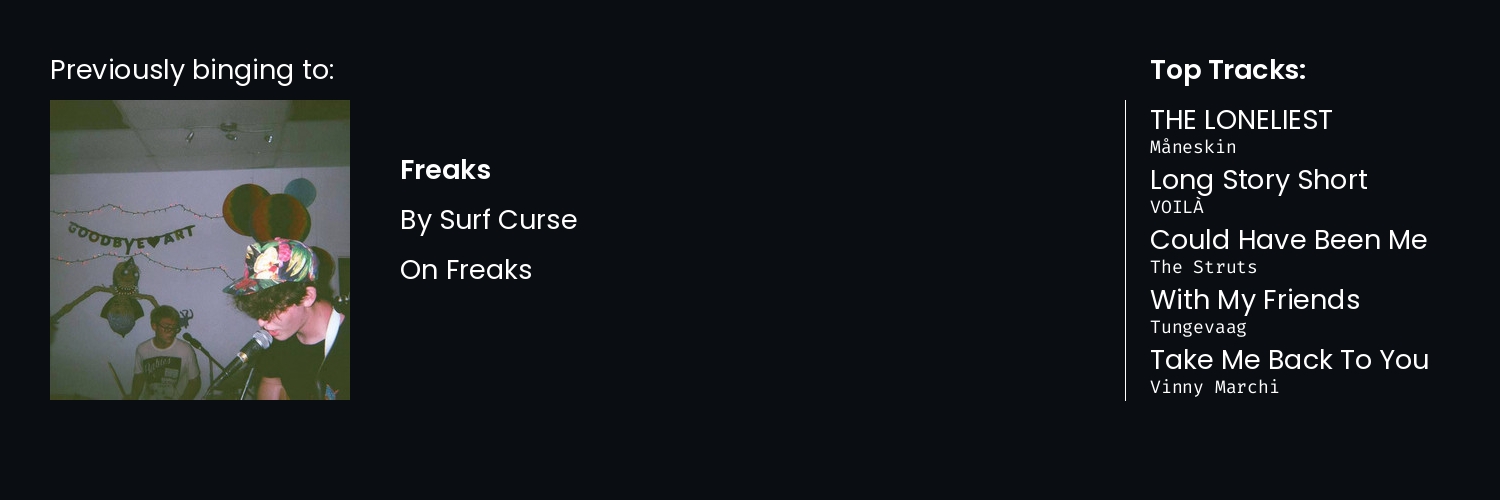 Previously binging to:
GOODBYE♥ART
Freaks
By Surf Curse
On Freaks
Top Tracks:
THE LONELIEST
Måneskin
Long Story Short
VOILÀ
Could Have Been Me
The Struts
With My Friends
Tungevaag
Take Me Back To You
Vinny Marchi